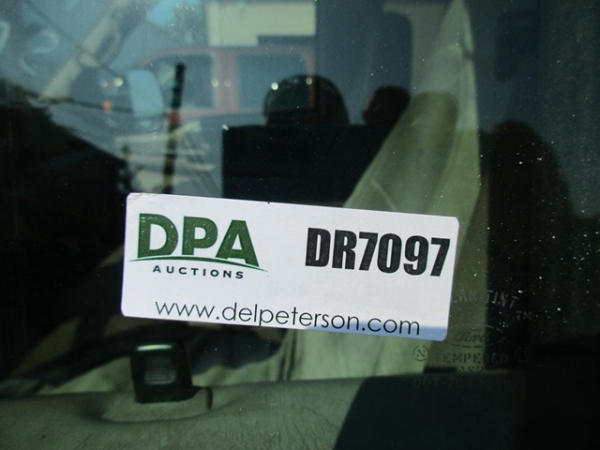 DPA
AUCTIONS
DR7097
www.delpeterson.com
Ford
TEMPERED